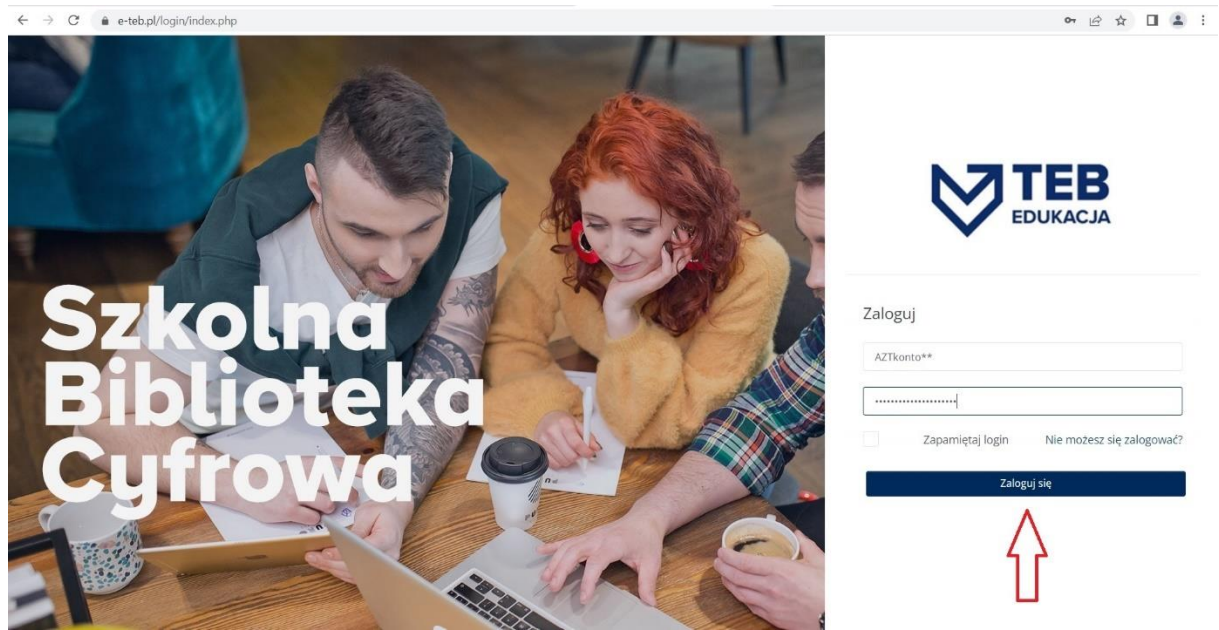 e-teb.pl/login/index.php
Szkolna
Biblioteka
Cyfrowa
TEB
EDUKACJA
Zaloguj
AZTkonto**
Zapamiętaj login Nie możesz się zalogować?
Zaloguj się